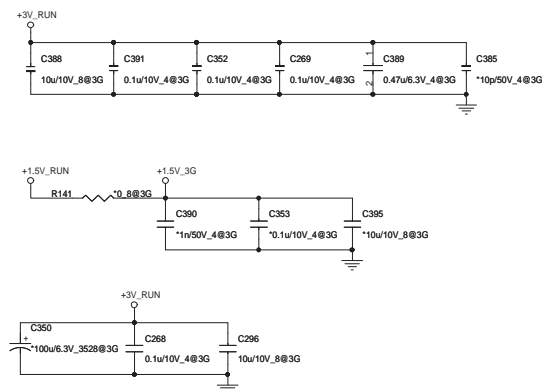 +3V_RUN
C388
10u/10V_8@3G
C391
0.1u/10V_4@3G
C352
0.1u/10V_4@3G
C269
0.1u/10V_4@3G
1
C389
0.47u/6.3V_4@3G
2
C385
*10p/50V_4@3G
+1.5V_RUN
R141
*0_8@3G
+1.5V_3G
C390
*1n/50V_4@3G
C353
*0.1u/10V_4@3G
C395
*10u/10V_8@3G
+3V_RUN
C350
+
*100u/6.3V_3528@3G
C268
0.1u/10V_4@3G
C296
10u/10V_8@3G